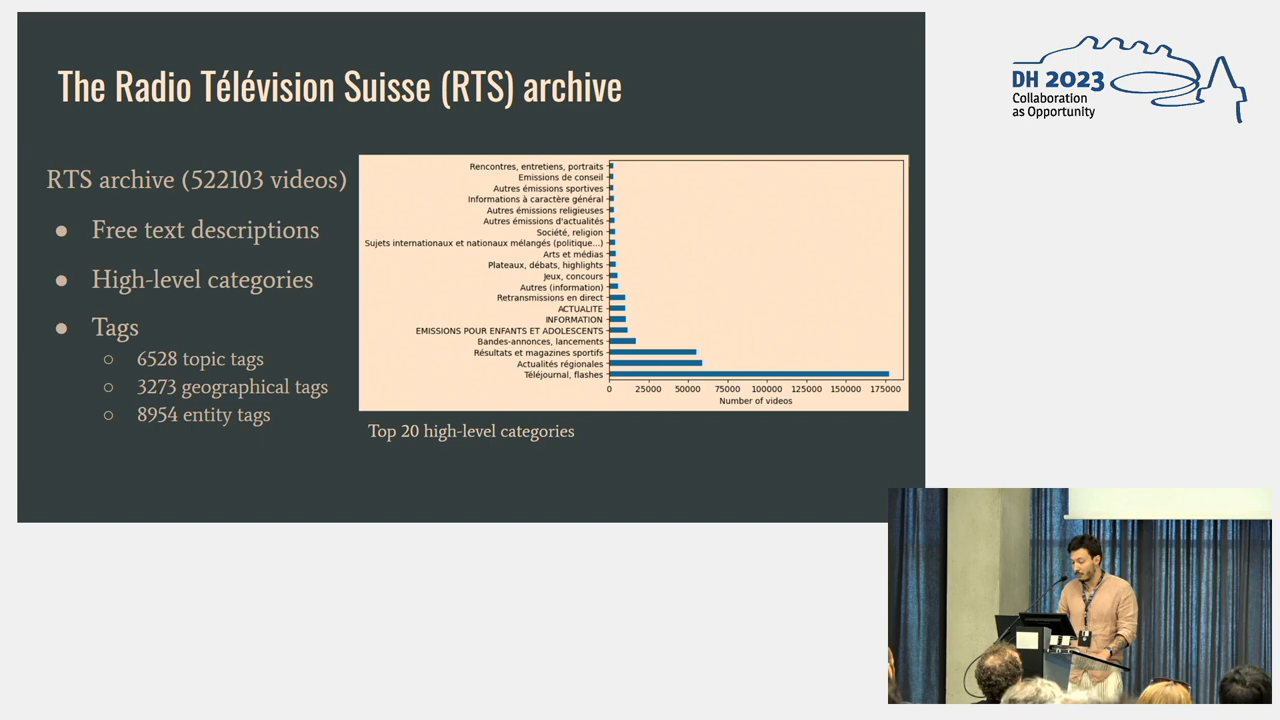 The Radio Télévision Suisse (RTS) archive
RTS archive (522103 videos)
● Free text descriptions
● High-level categories
● Tags
○ 6528 topic tags
○ 3273 geographical tags
○ 8954 entity tags
Rencontres, entretiens, portraits
Emissions de conseil
Autres émissions sportives
Informations à caractère général
Autres émissions religieuses
Autres émissions d'actualités
Société, religion
Sujets internationaux et nationaux mélangés (politique...)
Arts et médias
Plateaux, débats, highlights
Jeux, concours
Autres (information)
Retransmissions en direct
ACTUALITE
INFORMATION
EMISSIONS POUR ENFANTS ET ADOLESCENTS
Bandes-annonces, lancements
Résultats et magazines sportifs
Actualités régionales
Téléjournal, flashes
0 25000 50000 75000 100000 125000 150000 175000
Number of videos
Top 20 high-level categories
DH 2023
Collaboration
as Opportunity